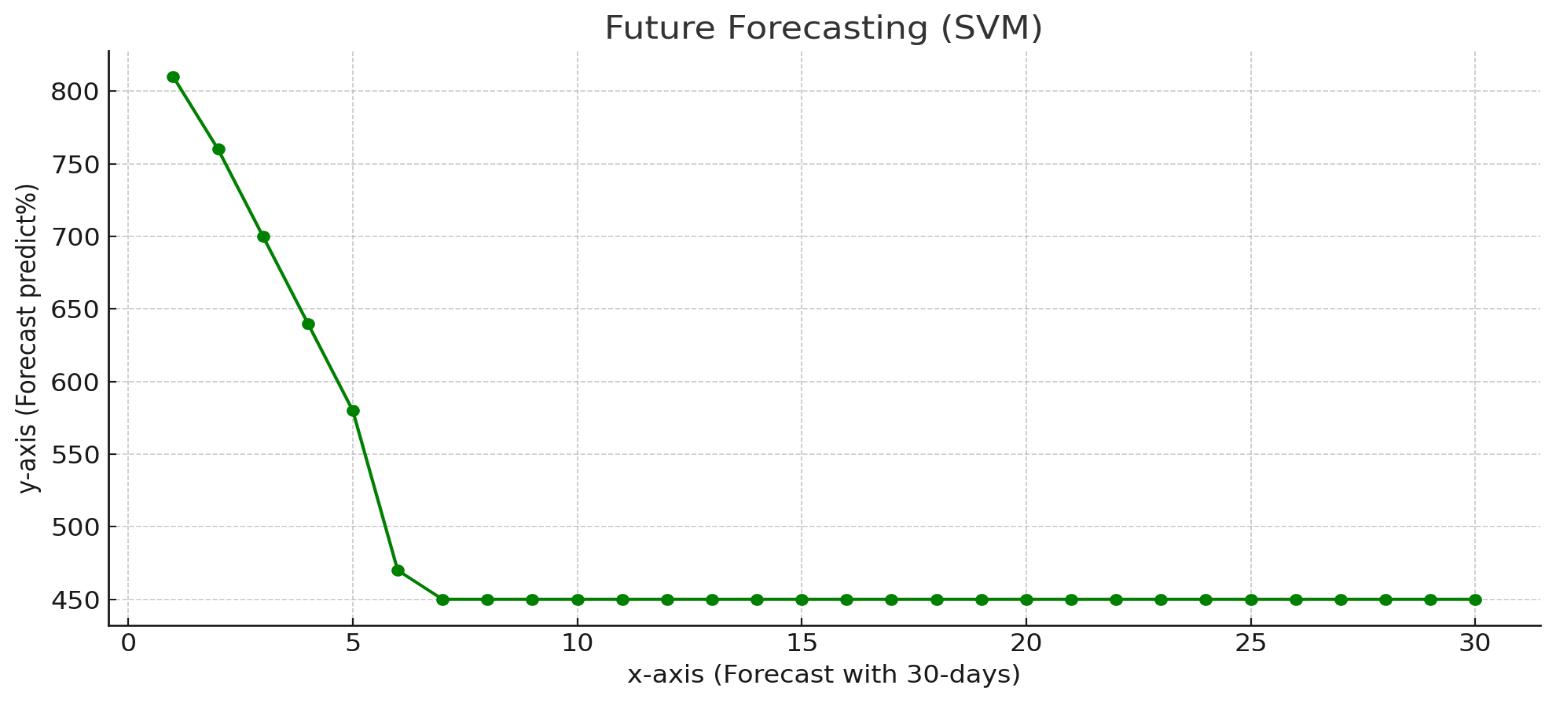 Future Forecasting (SVM)
y-axis (Forecast predict%)
800
750
700
650
600
550
500
450
0 5 10 15 20 25 30
x-axis (Forecast with 30-days)